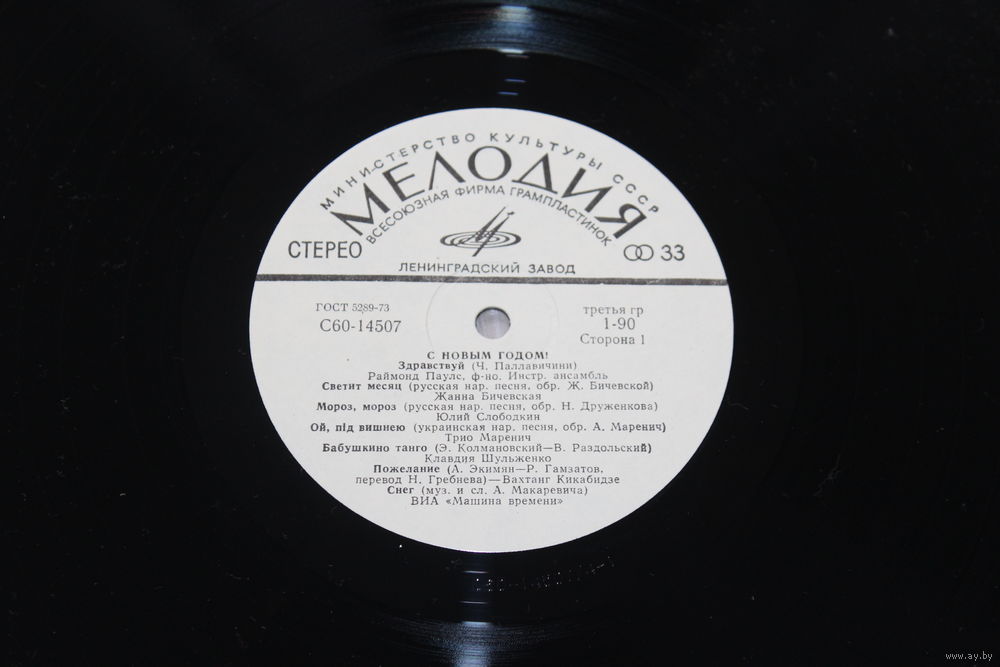 МИНИСТЕРСТВО КУЛЬТУРЫ СССР
МЕЛОДИЯ
ВСЕСОЮЗНАЯ ФИРМА ГРАМПЛАСТИНОК
СТЕРЕО
33
ЛЕНИНГРАДСКИЙ ЗАВОД
ГОСТ 5289-73
С60-14507
третья гр
1-90
Сторона 1
С НОВЫМ ГОДОМ!
Здравствуй (Ч. Паллавичини)
Раймонд Паулс, ф-но. Инстр. ансамбль
Светит месяц (русская нар. песня, обр. Ж. Бичевской)
Жанна Бичевская
Мороз, мороз (русская нар. песня, обр. Н. Друженкова)
Юлий Слободкин
Ой, під вишнею (украинская нар. песня, обр. А. Маренич)
Трио Маренич
Бабушкино танго (Э. Колмановский—В. Раздольский)
Клавдия Шульженко
Пожелание (А. Экимян—Р. Гамзатов,
перевод Н. Гребнева)—Вахтанг Кикабидзе
Снег (муз. и сл. А. Макаревича)
ВИА «Машина времени»
www.ay.by